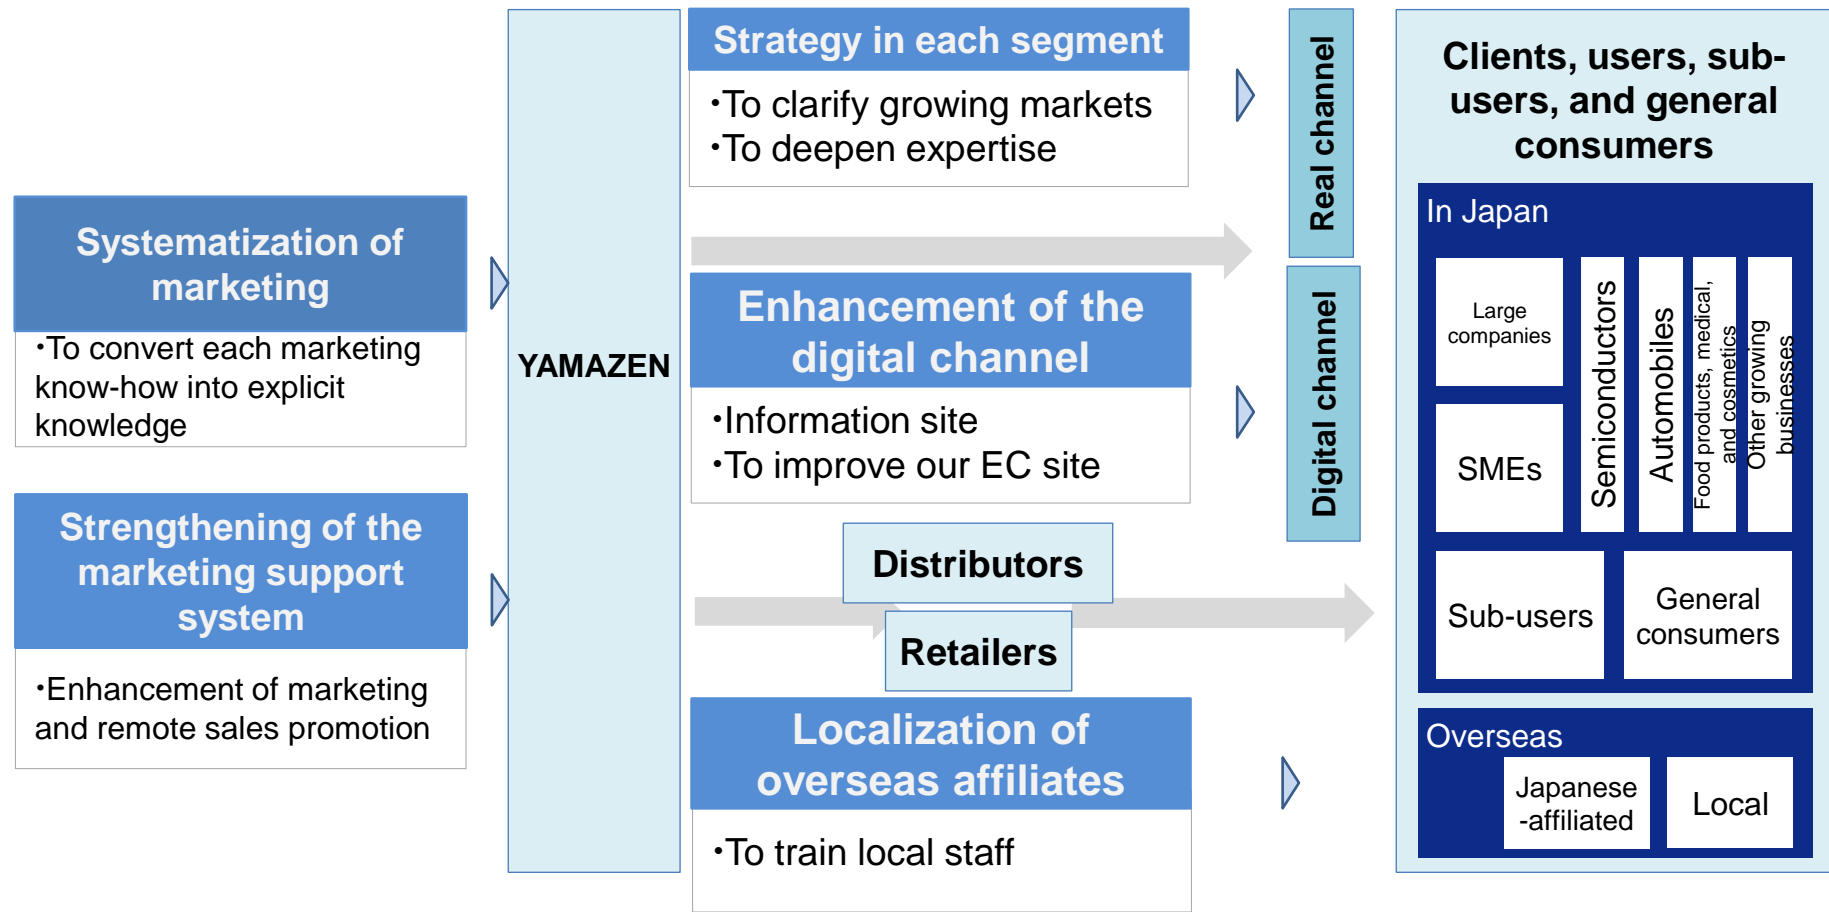 Systematization of
marketing
・To convert each marketing
know-how into explicit
knowledge
Strengthening of the
marketing support
system
・Enhancement of marketing
and remote sales promotion
YAMAZEN
Strategy in each segment
・To clarify growing markets
・To deepen expertise
Enhancement of the
digital channel
・Information site
・To improve our EC site
Distributors
Retailers
Localization of
overseas affiliates
・To train local staff
Real channel
Digital channel
Clients, users, sub-
users, and general
consumers
In Japan
Large
companies
SMEs
Semiconductors
Automobiles
Food products, medical,
and cosmetics
Other growing
businesses
Sub-users
General
consumers
Overseas
Japanese
-affiliated
Local